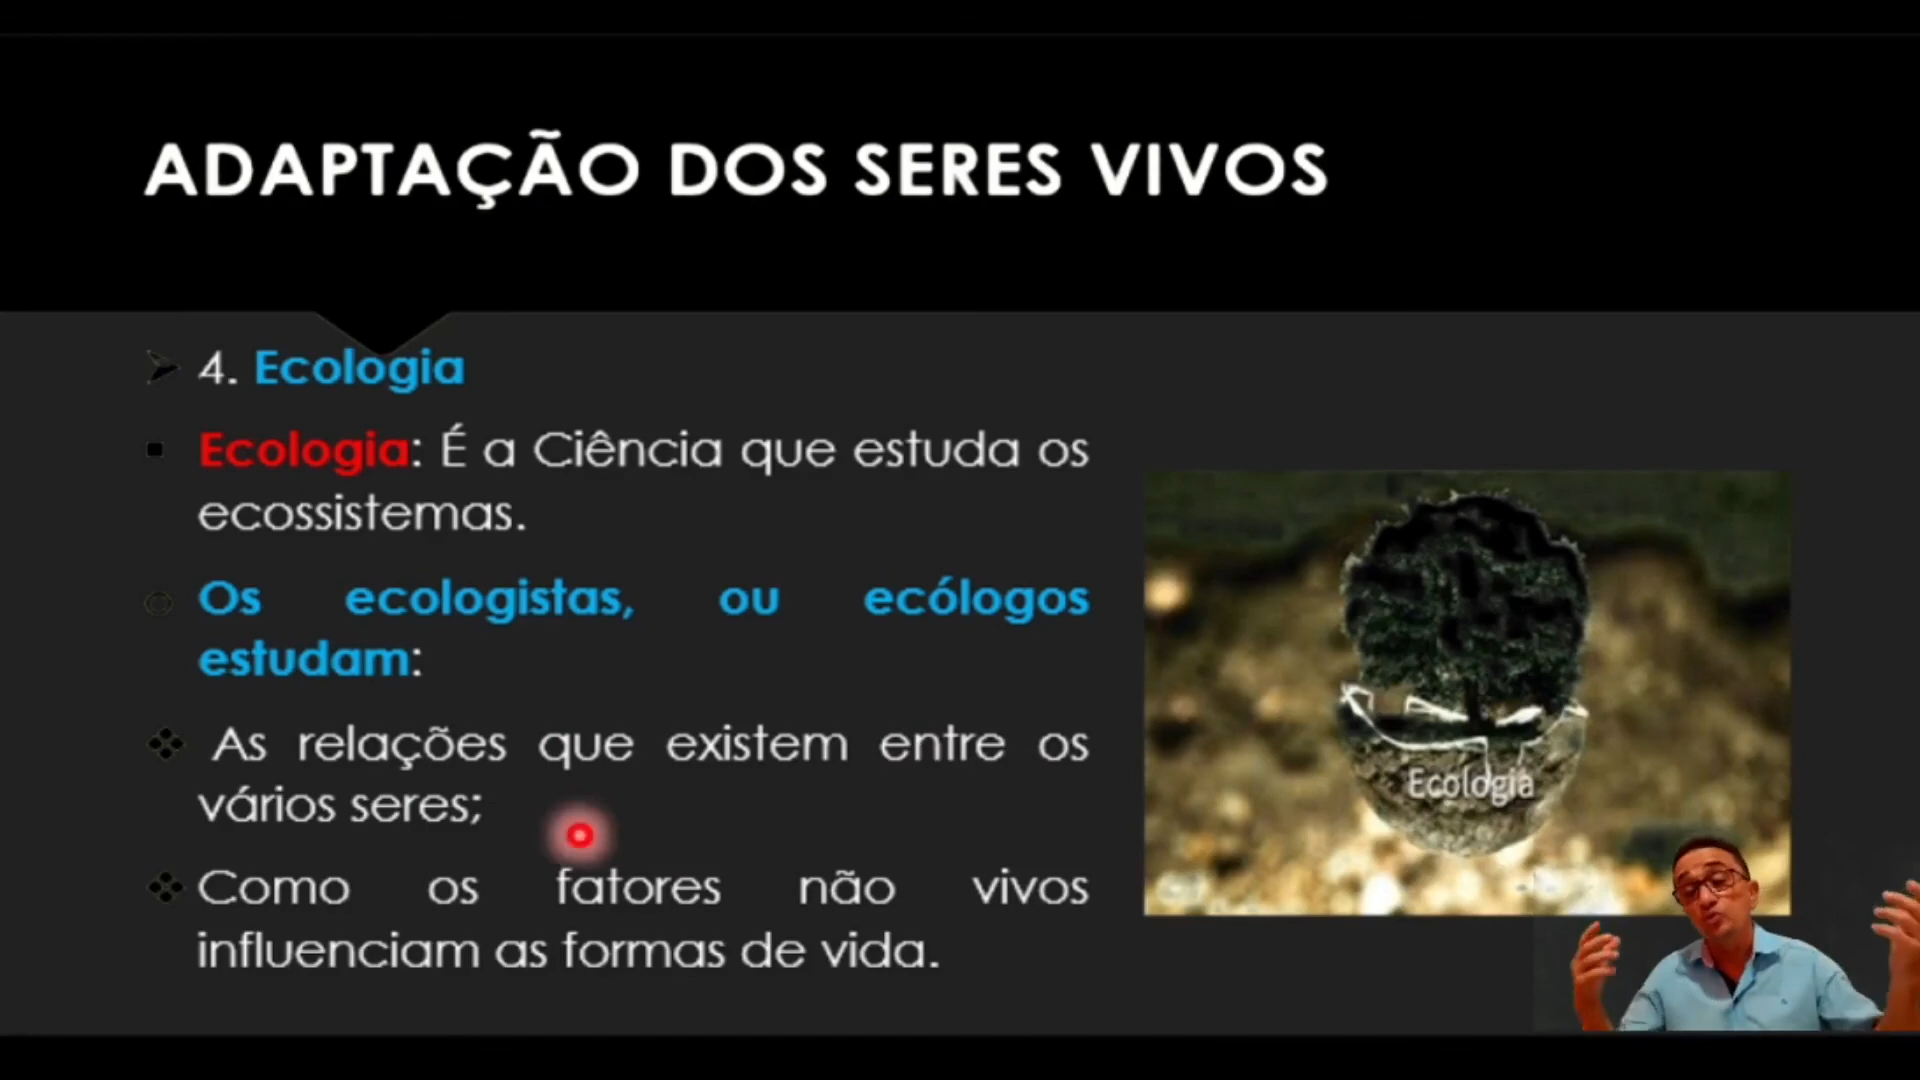 ADAPTAÇÃO DOS SERES VIVOS
4. Ecologia
Ecologia: É a Ciência que estuda os
ecossistemas.
Os ecologistas, ou ecólogos
estudam:
As relações que existem entre os
vários seres;
Como os fatores não vivos
influenciam as formas de vida.
Ecologia